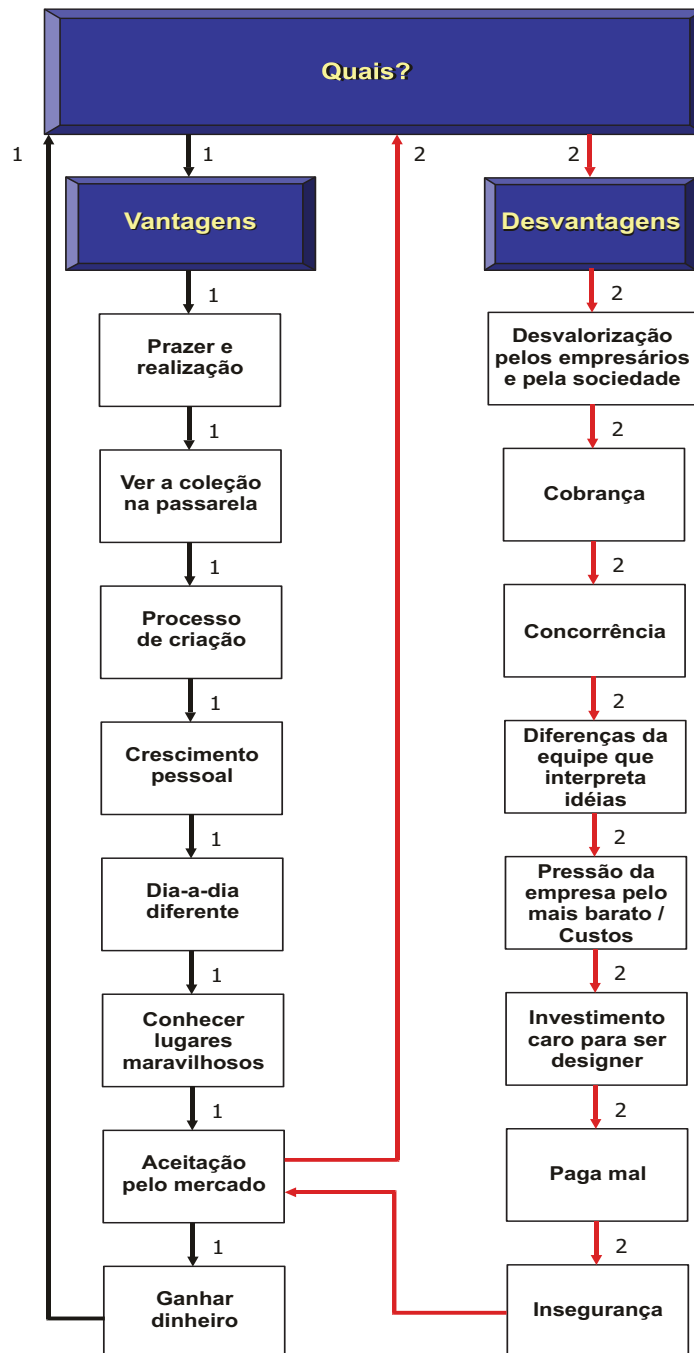 Quais?
1
1
2
2
Vantagens
Desvantagens
1
2
Prazer e
realização
Desvalorização
pelos empresários
e pela sociedade
1
2
Ver a coleção
na passarela
Cobrança
1
2
Processo
de criação
Concorrência
1
2
Crescimento
pessoal
Diferenças da
equipe que
interpreta
idéias
1
2
Dia-a-dia
diferente
Pressão da
empresa pelo
mais barato /
Custos
1
2
Conhecer
lugares
maravilhosos
Investimento
caro para ser
designer
1
2
Aceitação
pelo mercado
Paga mal
1
2
Ganhar
dinheiro
Insegurança